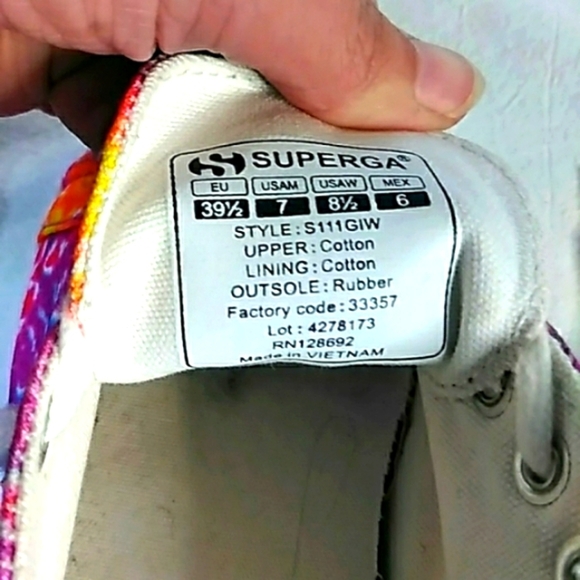 SUPERGA®
EU USAM USAW MEX
39½ 7 8½ 6
STYLE: S111GIW
UPPER: Cotton
LINING: Cotton
OUTSOLE: Rubber
Factory code: 33357
Lot: 4278173
RN128692
Made in VIETNAM